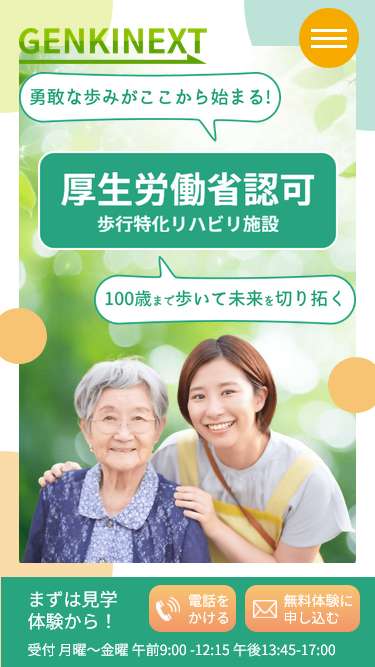 GENKINEXT
勇敢な歩みがここから始まる!
厚生労働省認可
歩行特化リハビリ施設
100歳まで歩いて未来を切り拓く
まずは見学
体験から！
電話を
かける
無料体験に
申し込む
受付 月曜〜金曜 午前9:00 -12:15 午後13:45-17:00